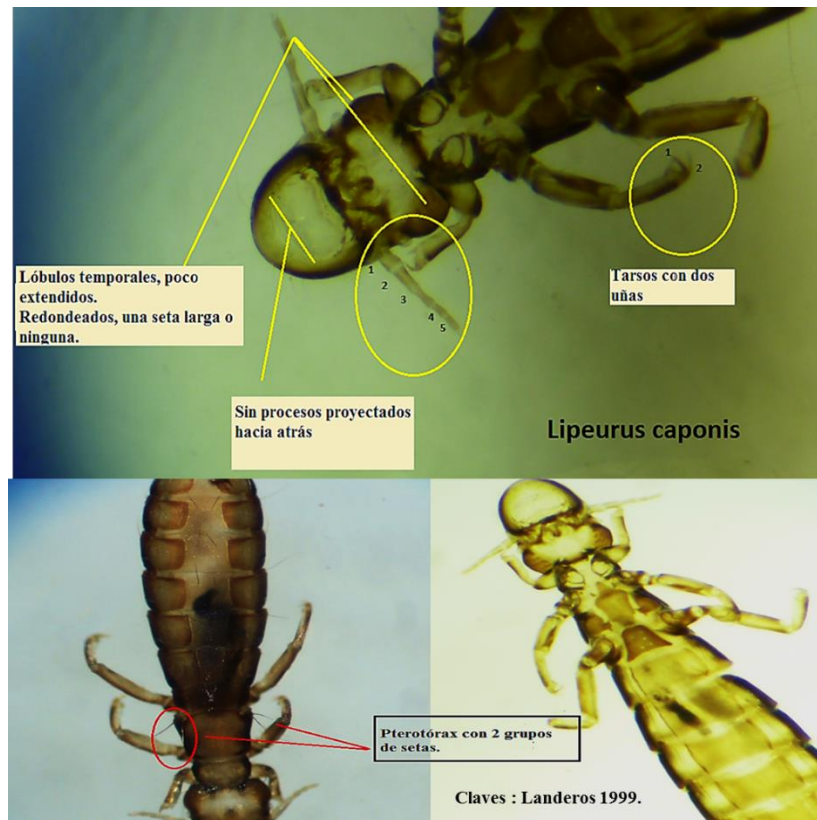 Lóbulos temporales, poco
extendidos.
Redondeados, una seta larga o
ninguna.
1
2
3
4
5
1
2
Tarsos con dos
uñas
Sin procesos proyectados
hacia atrás
Lipeurus caponis
Pterotórax con 2 grupos
de setas.
Claves : Landeros 1999.